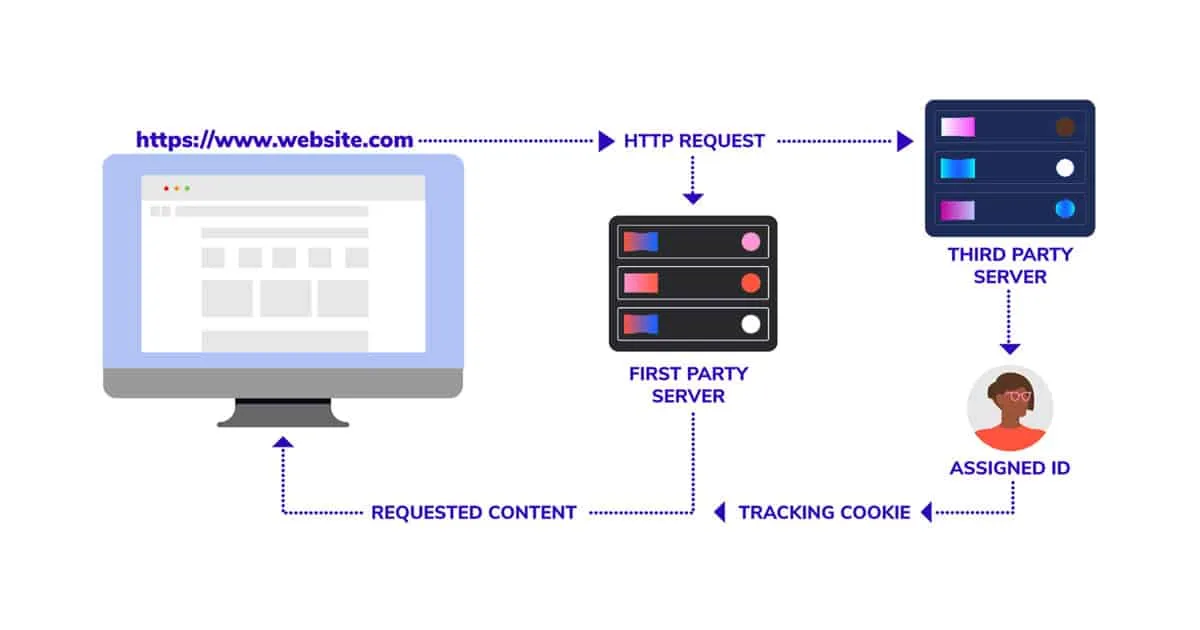 https://www.website.com
HTTP REQUEST
THIRD PARTY
SERVER
FIRST PARTY
SERVER
ASSIGNED ID
REQUESTED CONTENT
TRACKING COOKIE